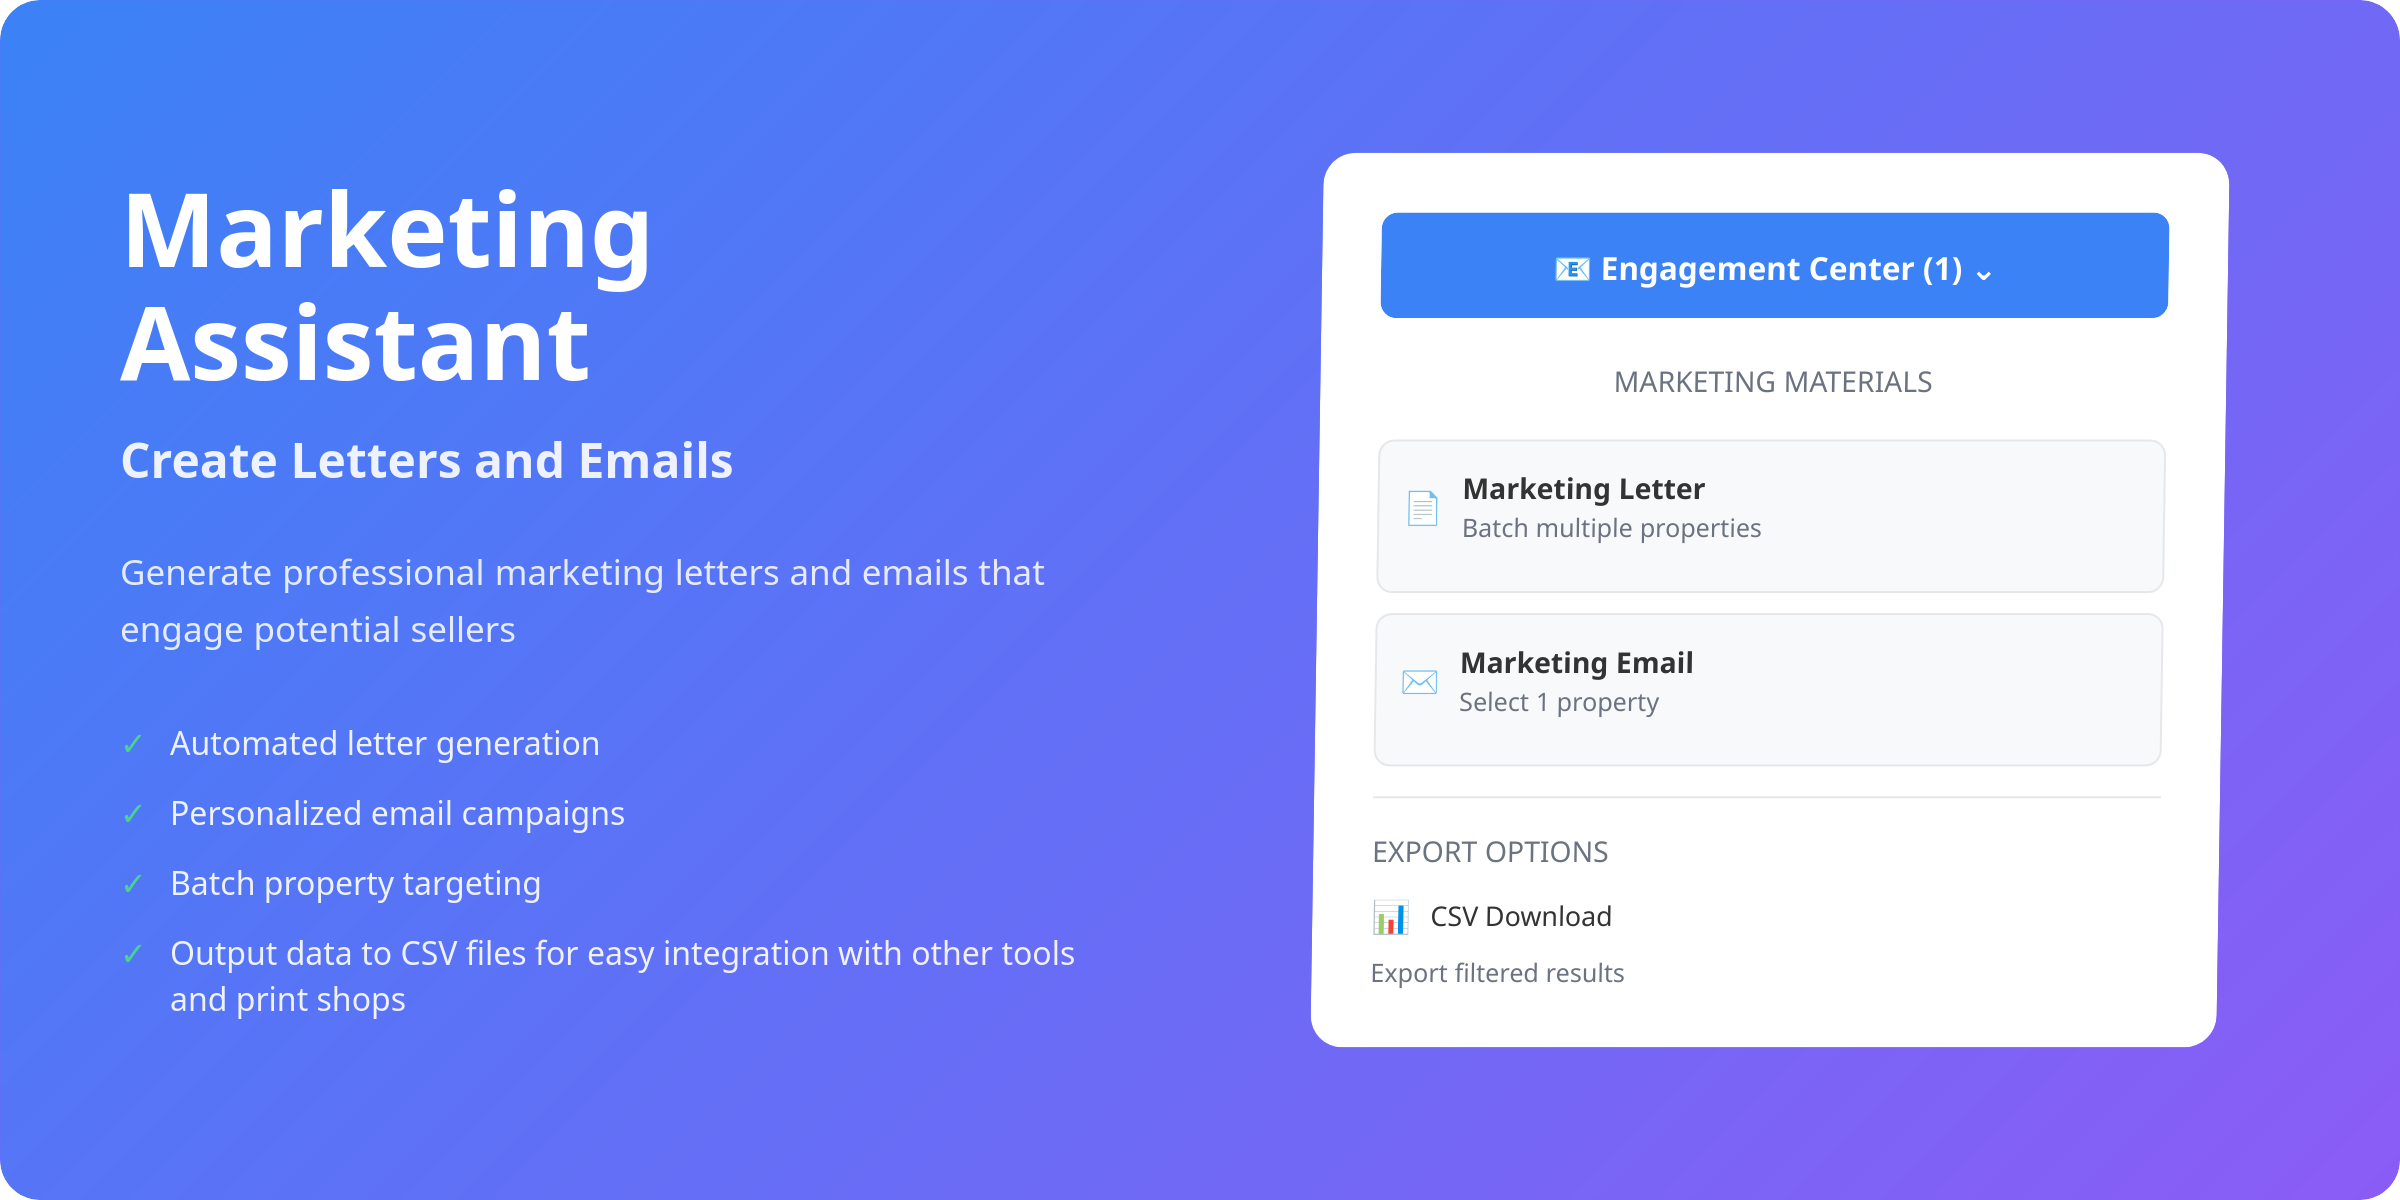 Marketing
Assistant
Create Letters and Emails
Generate professional marketing letters and emails that
engage potential sellers
✓ Automated letter generation
✓ Personalized email campaigns
✓ Batch property targeting
✓ Output data to CSV files for easy integration with other tools
and print shops
📧 Engagement Center (1) ⌄
MARKETING MATERIALS
Marketing Letter
Batch multiple properties
Marketing Email
Select 1 property
EXPORT OPTIONS
CSV Download
Export filtered results